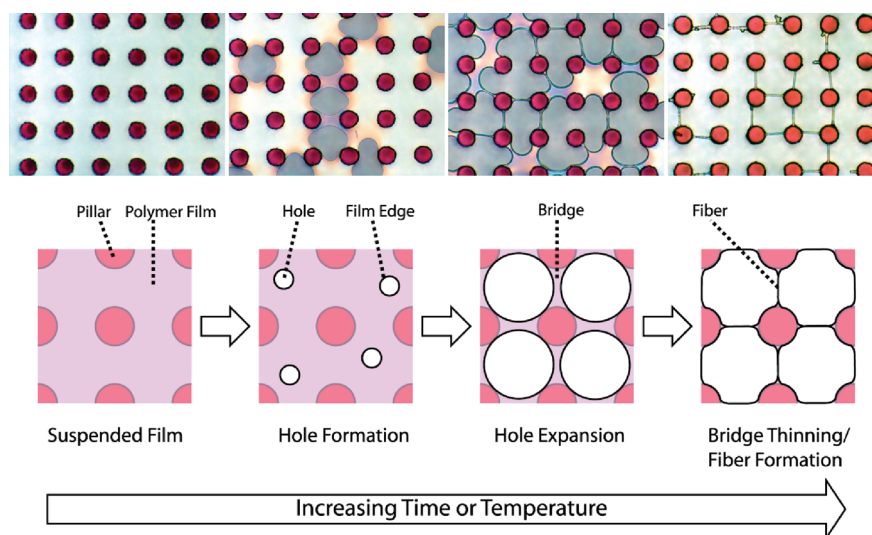 Pillar Polymer Film
Hole Film Edge
Bridge
Fiber
Suspended Film
Hole Formation
Hole Expansion
Bridge Thinning/
Fiber Formation
Increasing Time or Temperature